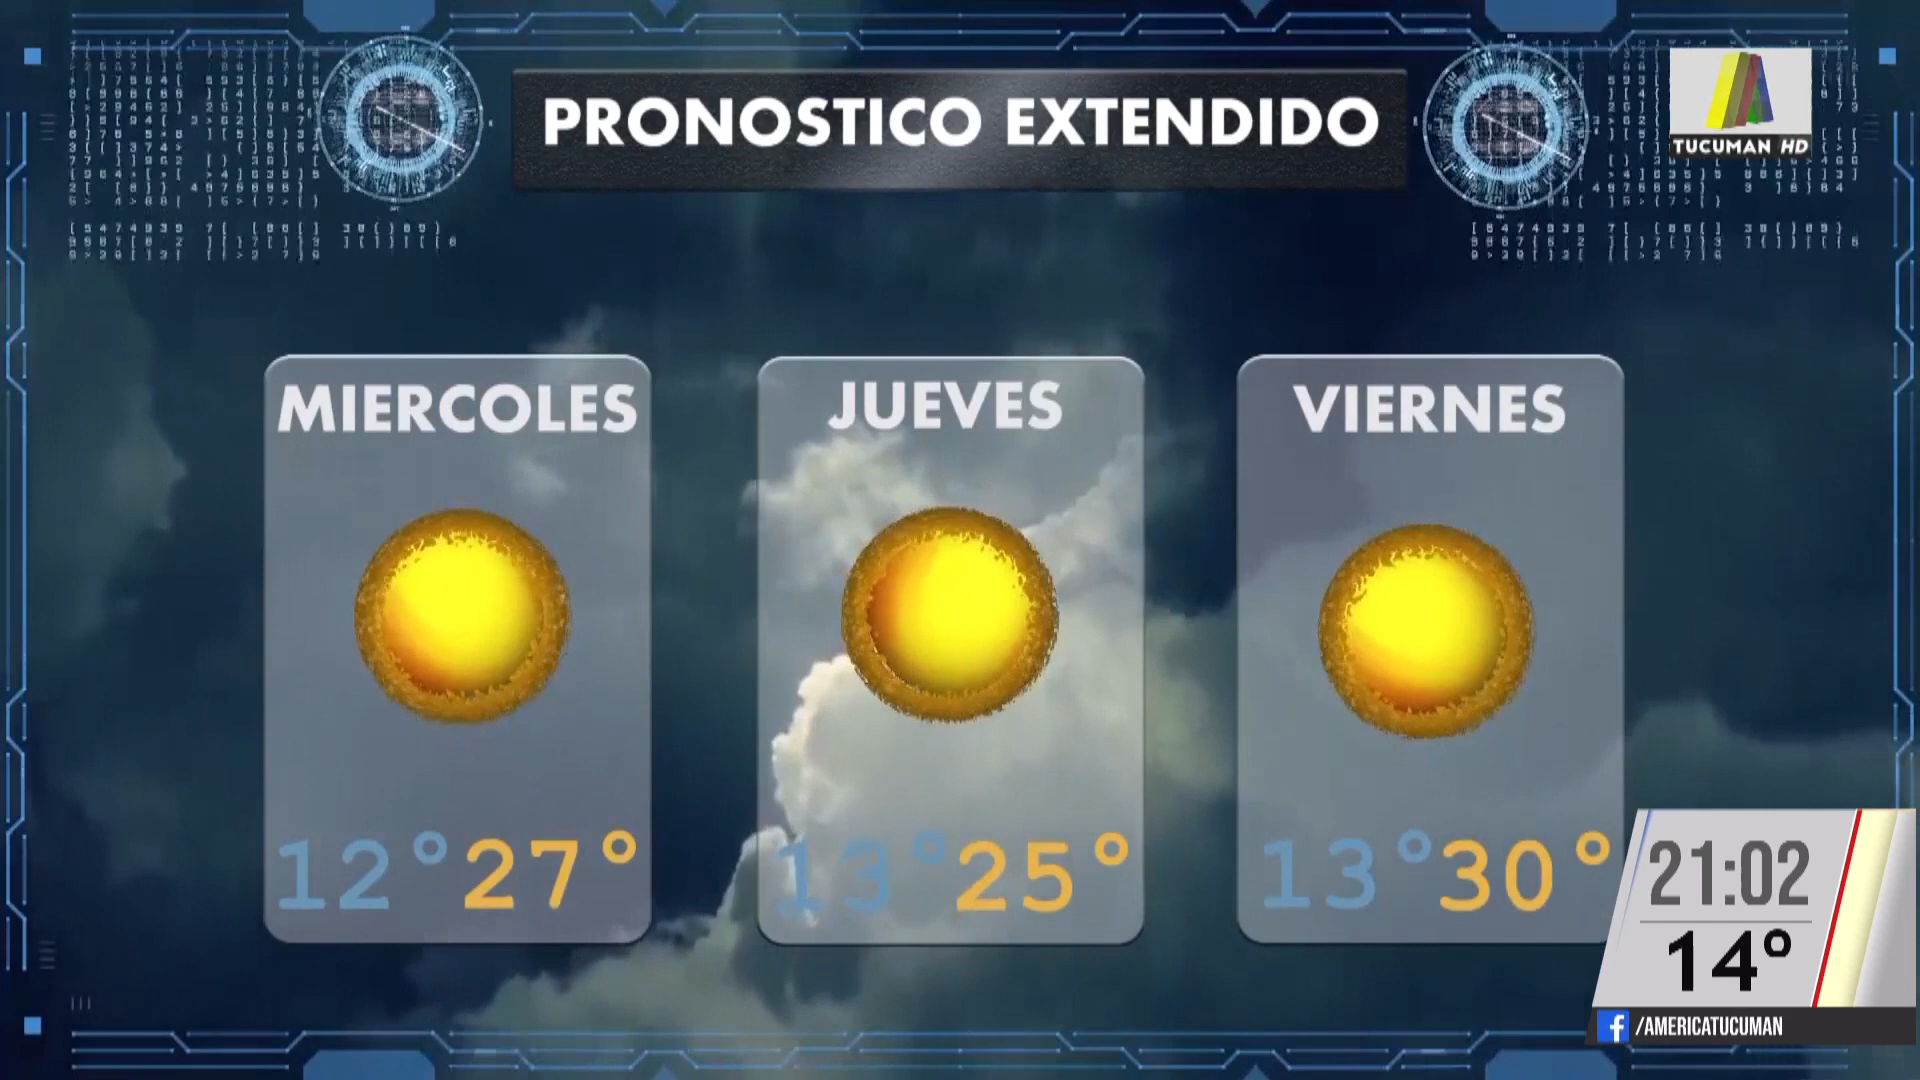 PRONOSTICO EXTENDIDO
TUCUMAN HD
MIERCOLES
JUEVES
VIERNES
12° 27°
13° 25°
13° 30°
21:02
14°
/AMERICATUCUMAN